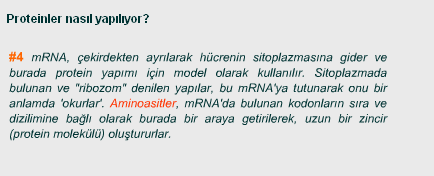 Proteinler nasıl yapılıyor?
#4 mRNA, çekirdekten ayrılarak hücrenin sitoplazmasına gider ve
burada protein yapımı için model olarak kullanılır. Sitoplazmada
bulunan ve "ribozom" denilen yapılar, bu mRNA'ya tutunarak onu bir
anlamda 'okurlar'. Aminoasitler, mRNA'da bulunan kodonların sıra ve
dizilimine bağlı olarak burada bir araya getirilerek, uzun bir zincir
(protein molekülü) oluştururlar.